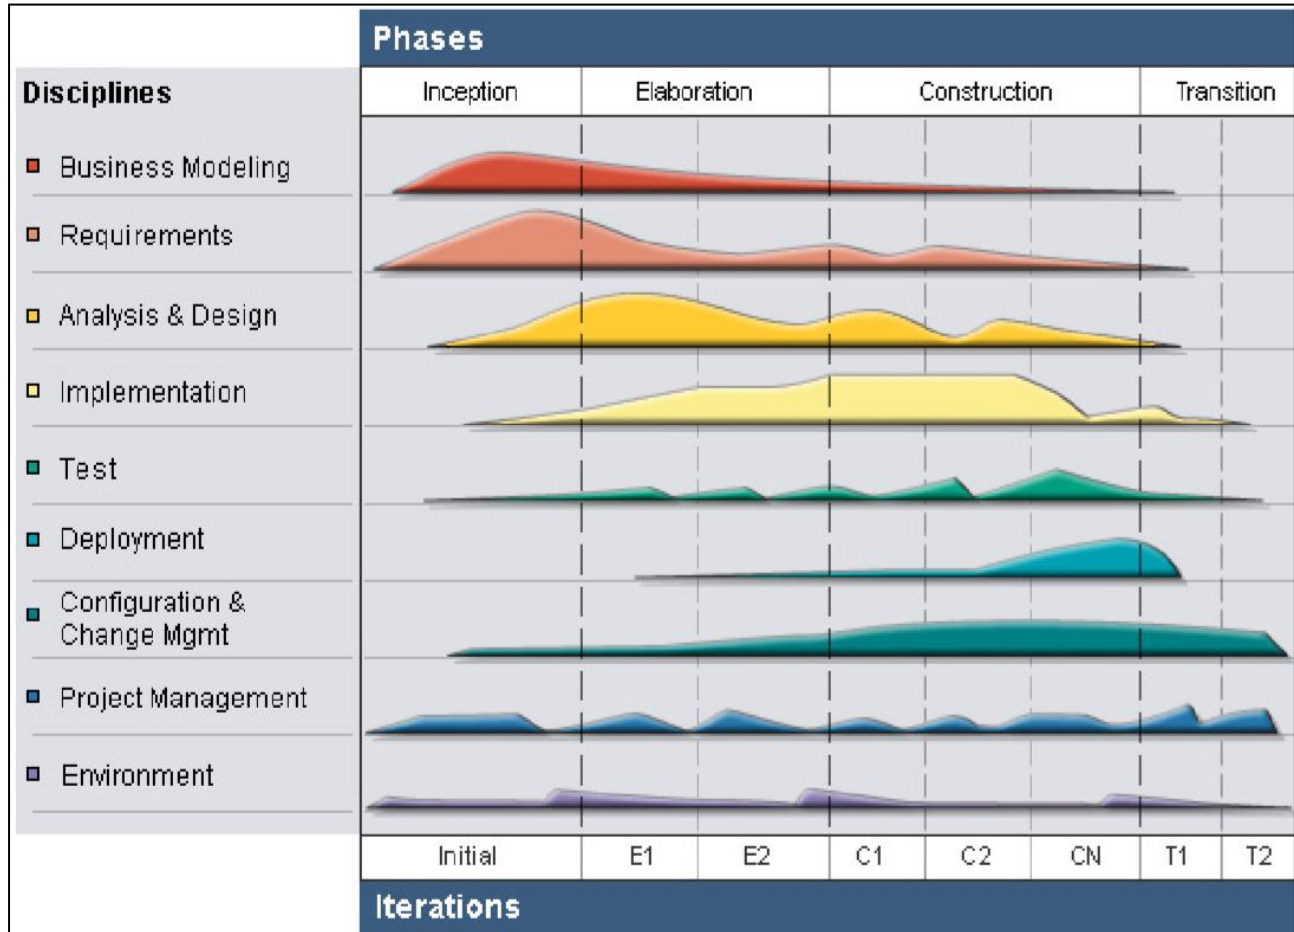 Phases
Disciplines
Inception
Elaboration
Construction
Transition
Business Modeling
Requirements
Analysis & Design
Implementation
Test
Deployment
Configuration &
Change Mgmt
Project Management
Environment
Initial
E1
E2
C1
C2
CN
T1
T2
Iterations